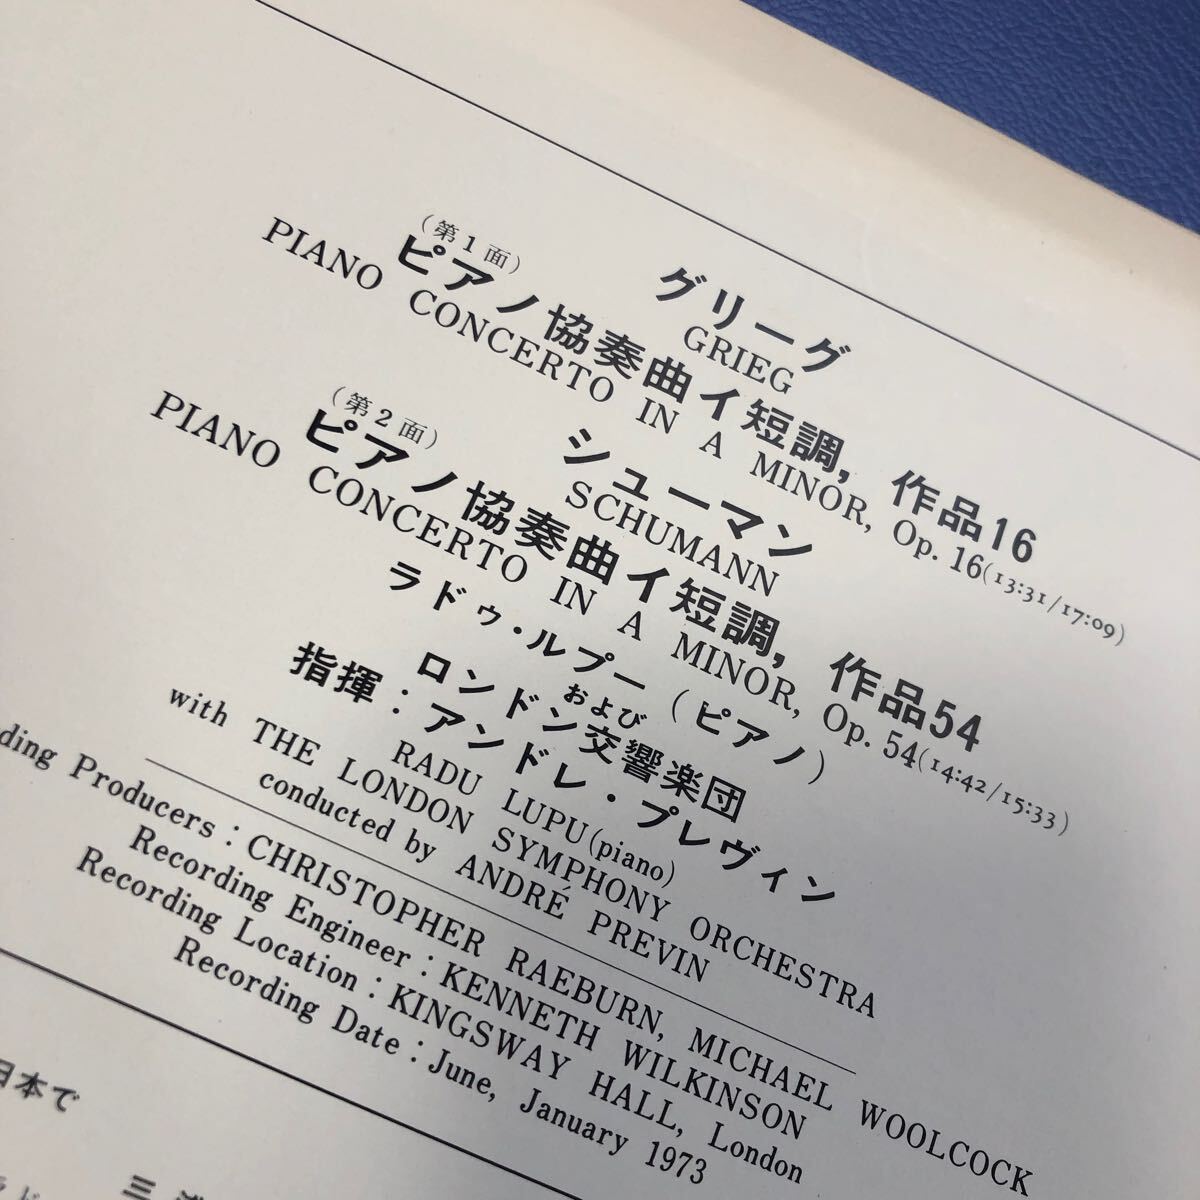 グリーグ
GRIEG
(第1面)
ピアノ協奏曲イ短調, 作品16
PIANO CONCERTO IN A MINOR, Op. 16(13:31/17:09)
シューマン
SCHUMANN
(第2面)
ピアノ協奏曲イ短調, 作品54
PIANO CONCERTO IN A MINOR, Op. 54(14:42/15:33)
ラドゥ・ルプー(ピアノ)
および
ロンドン交響楽団
指揮:アンドレ・プレヴィン
RADU LUPU(piano)
with THE LONDON SYMPHONY ORCHESTRA
conducted by ANDRÉ PREVIN
ding Producers:CHRISTOPHER RAEBURN, MICHAEL WOOLCOCK
Recording Engineer:KENNETH WILKINSON
Recording Location:KINGSWAY HALL, London
Recording Date:June, January 1973
日本で
三浦
ラド